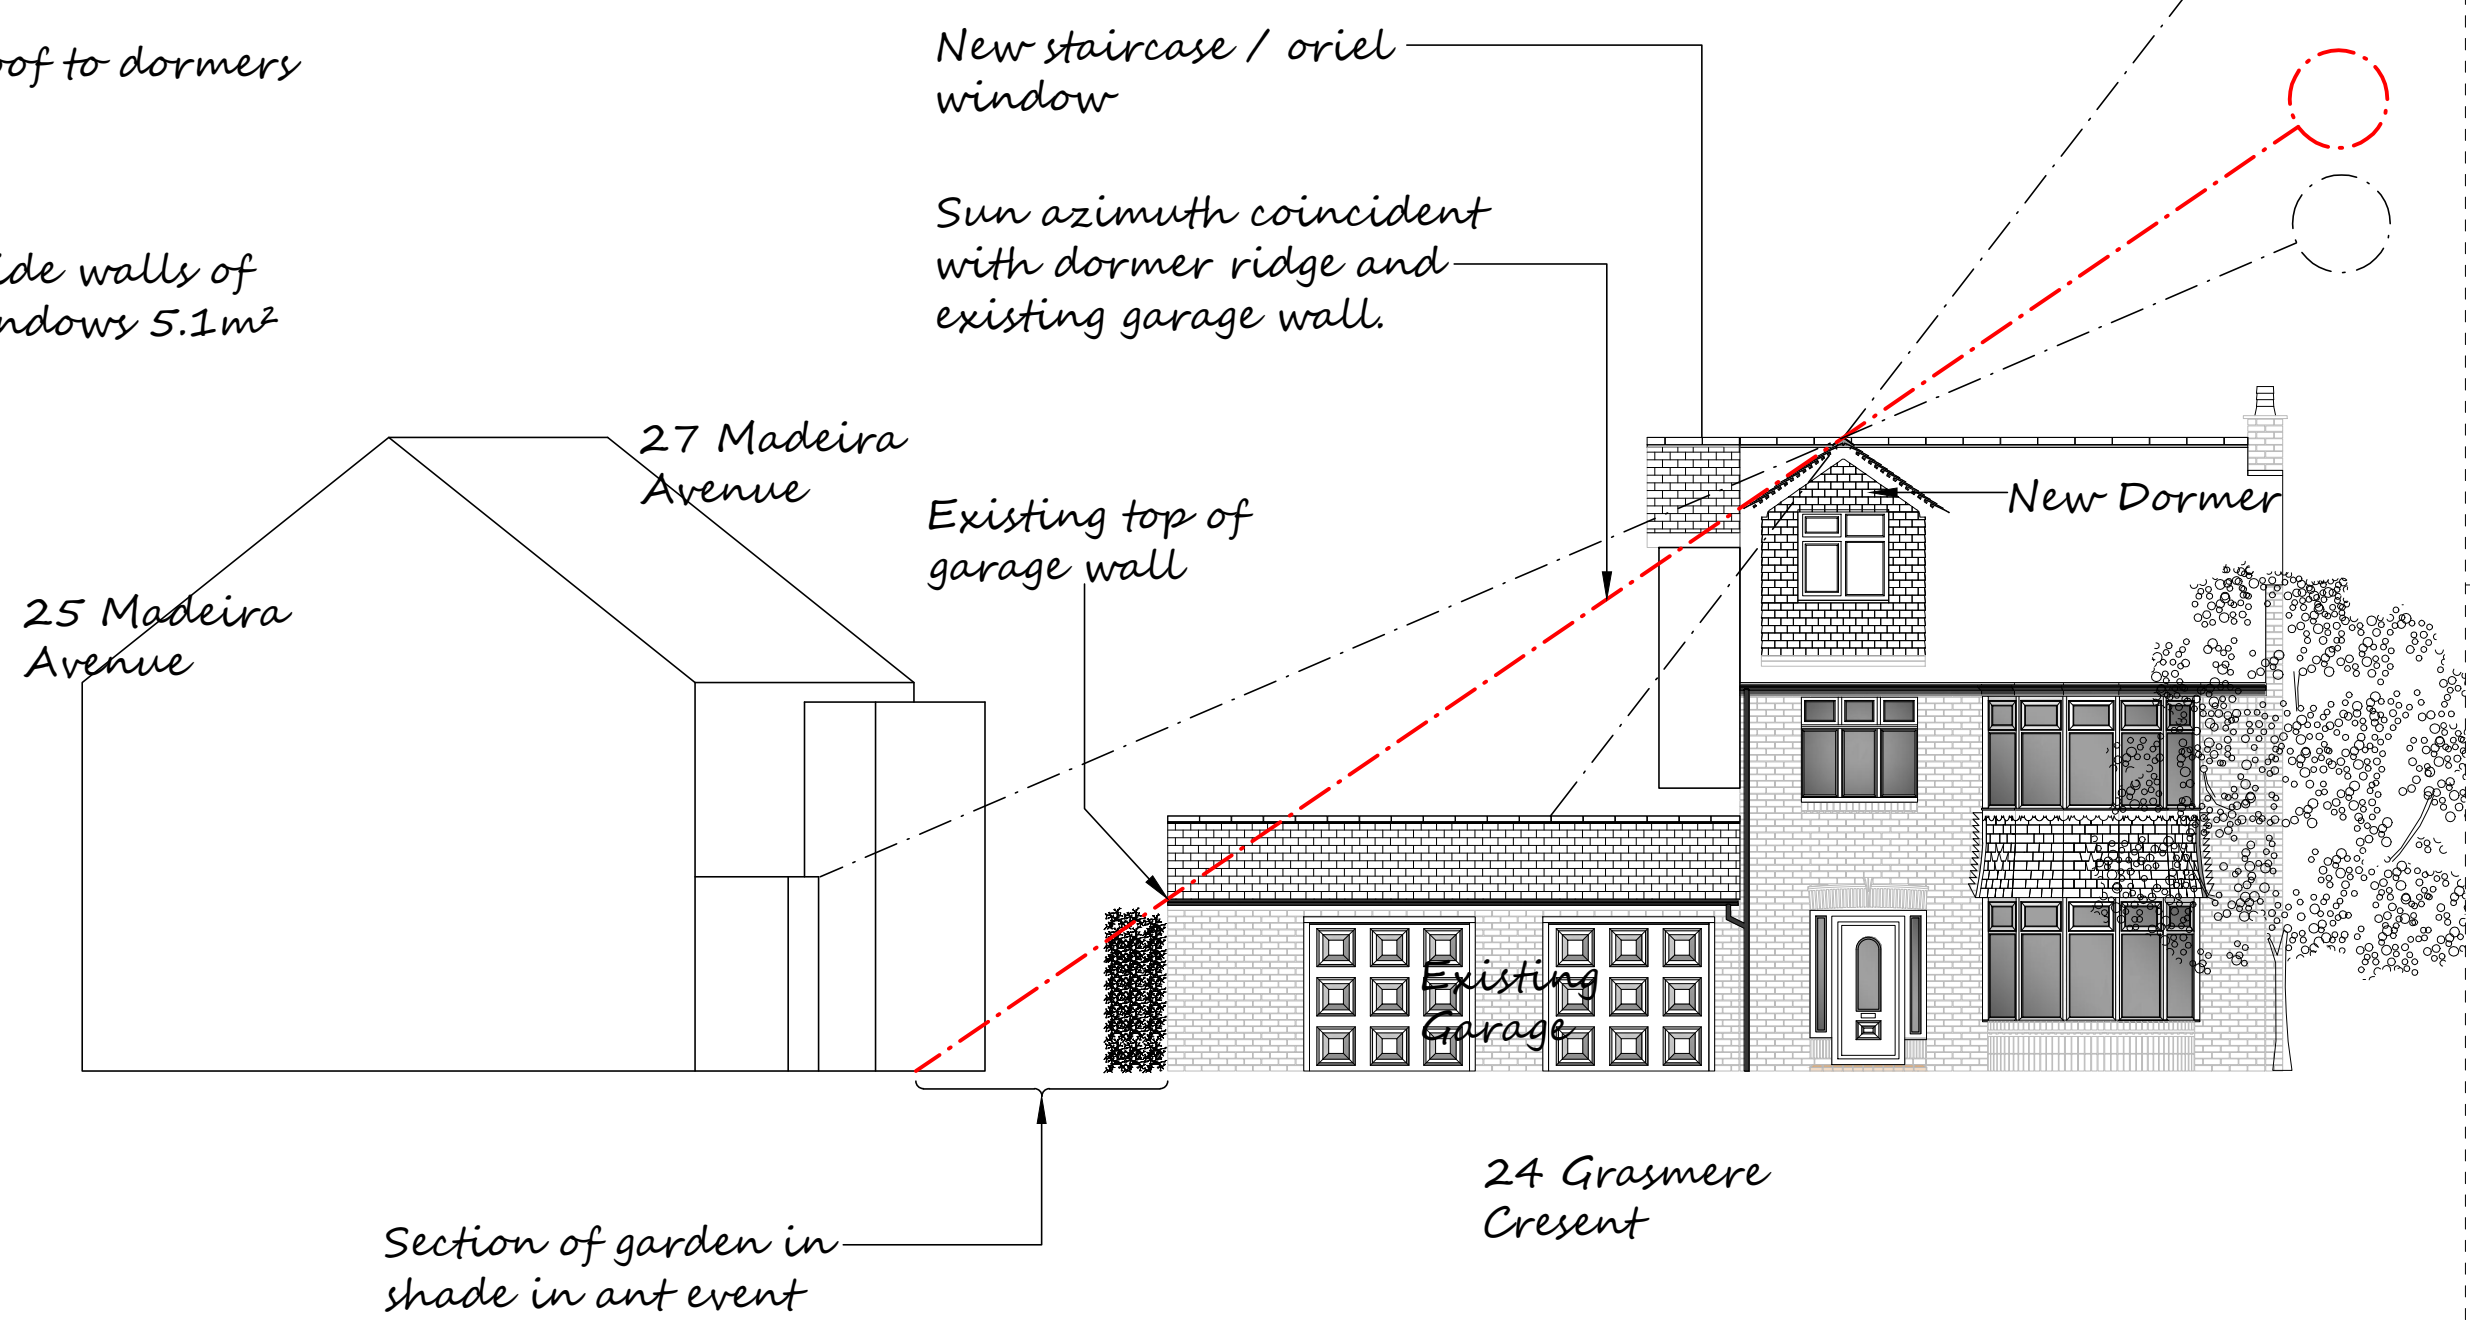 of to dormers
ide walls of
ndows 5.1m²
New staircase / oriel
window
Sun azimuth coincident
with dormer ridge and
existing garage wall.
27 Madeira
Avenue
Existing top of
garage wall
New Dormer
25 Madeira
Avenue
Existing
Garage
24 Grasmere
Cresent
Section of garden in
shade in ant event